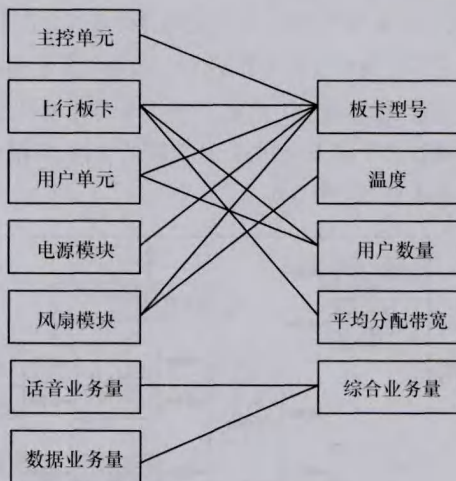 主控单元
上行板卡
板卡型号
用户单元
温度
电源模块
用户数量
风扇模块
平均分配带宽
话音业务量
综合业务量
数据业务量